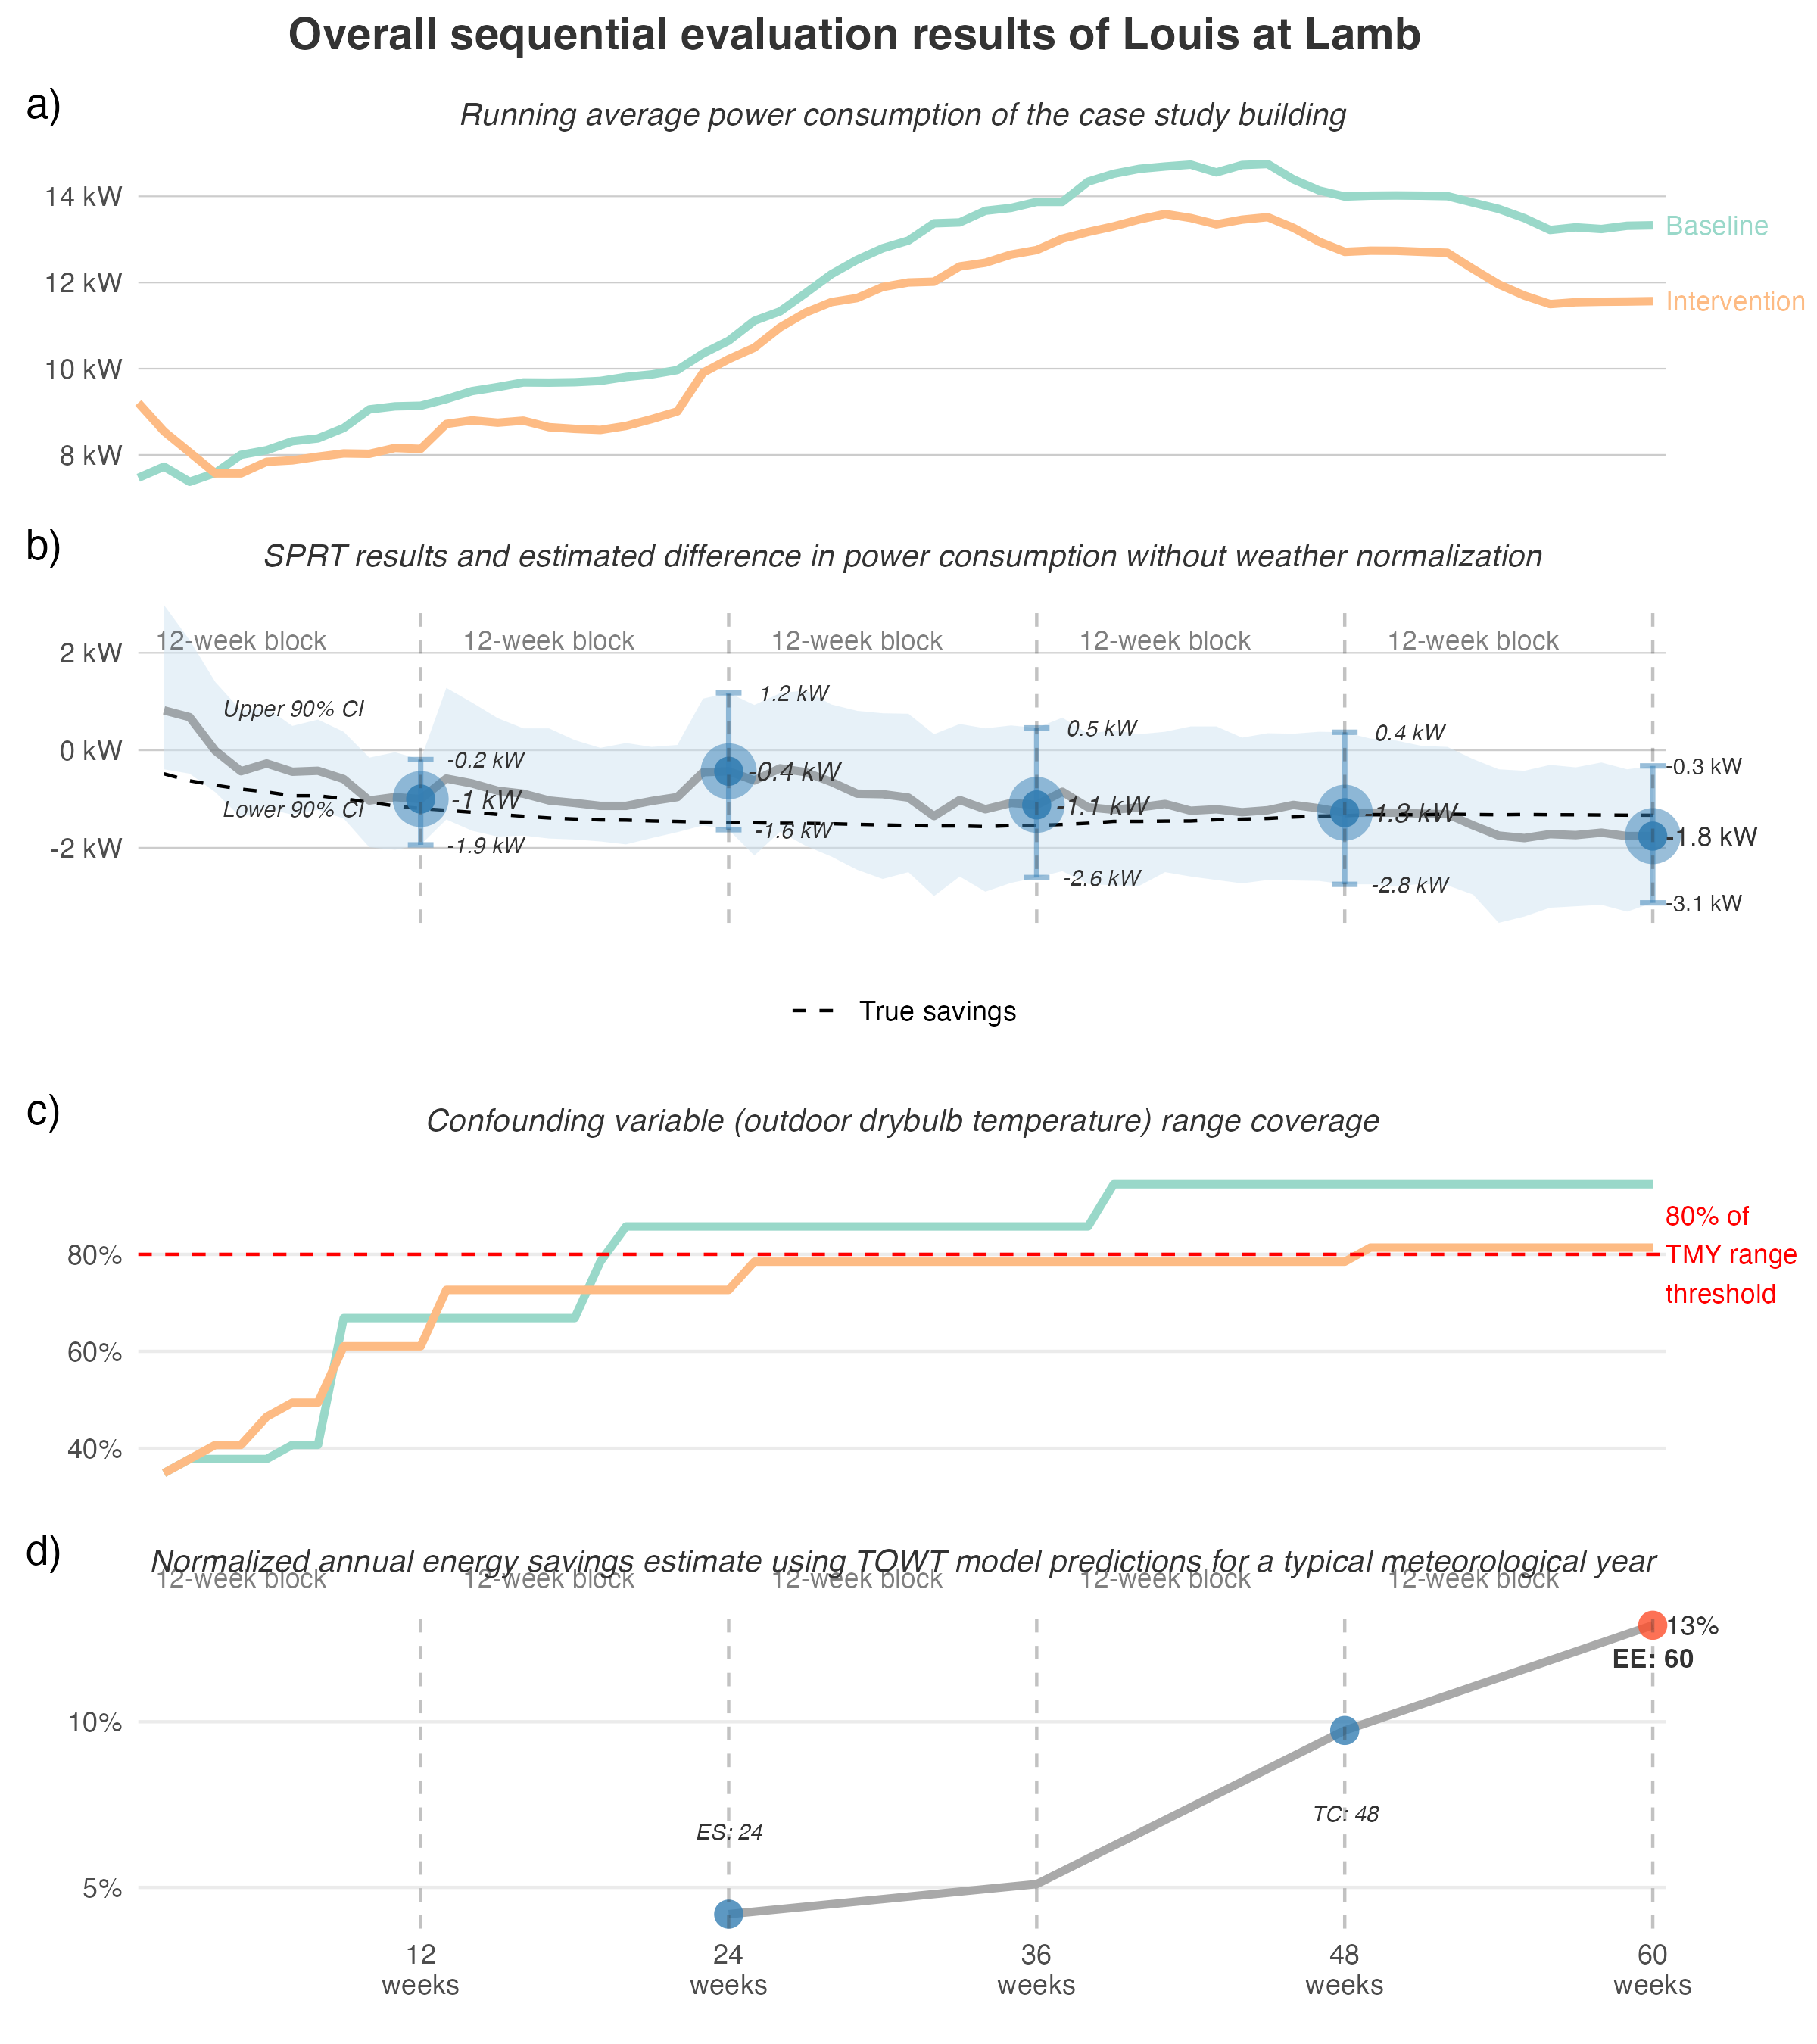 Overall sequential evaluation results of Louis at Lamb
a)
Running average power consumption of the case study building
14 kW
12 kW
10 kW
8 kW
Baseline
Intervention
b)
SPRT results and estimated difference in power consumption without weather normalization
12-week block 12-week block 12-week block 12-week block 12-week block
2 kW
0 kW
-2 kW
Upper 90% CI
Lower 90% CI
-0.2 kW
-1 kW
-1.9 kW
1.2 kW
-0.4 kW
-1.6 kW
0.5 kW
-1.1 kW
-2.6 kW
0.4 kW
-1.3 kW
-2.8 kW
-0.3 kW
-1.8 kW
-3.1 kW
True savings
c)
Confounding variable (outdoor drybulb temperature) range coverage
80%
60%
40%
80% of
TMY range
threshold
d)
Normalized annual energy savings estimate using TOWT model predictions for a typical meteorological year
12-week block 12-week block 12-week block 12-week block 12-week block
10%
5%
ES: 24
TC: 48
13%
EE: 60
12
weeks
24
weeks
36
weeks
48
weeks
60
weeks